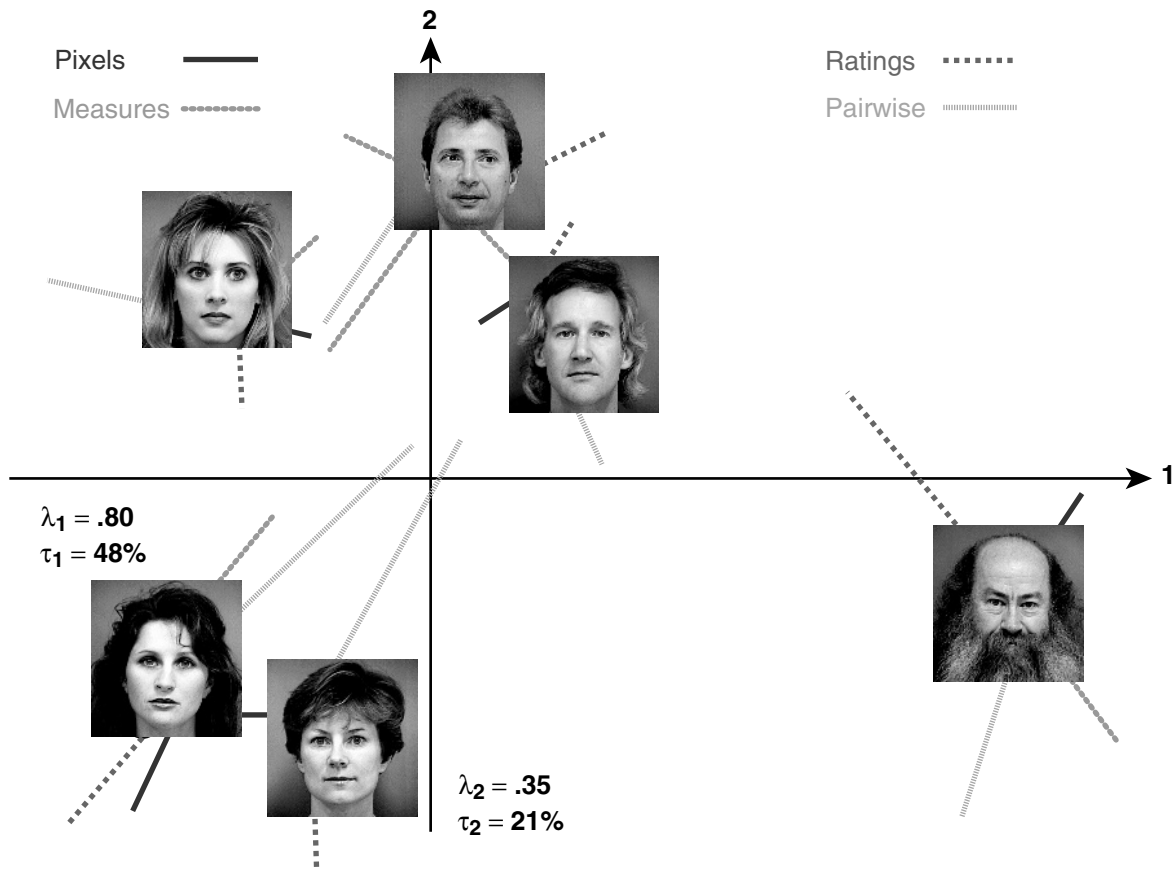 2
Pixels
Measures
Ratings
Pairwise
1
λ1 = .80
τ1 = 48%
λ2 = .35
τ2 = 21%